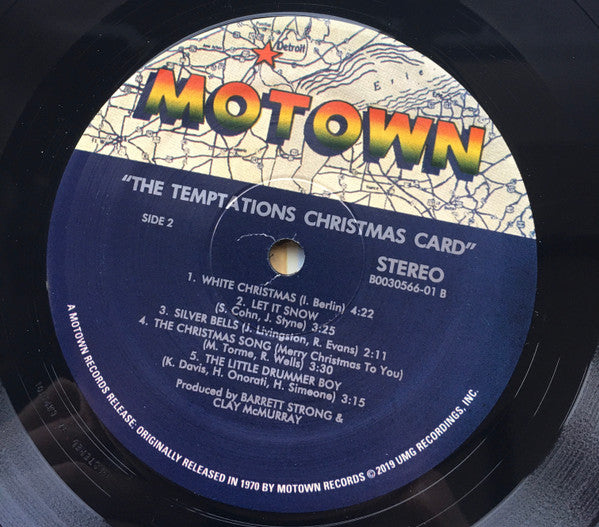 Detroit
Erie
MOTOWN
"THE TEMPTATIONS CHRISTMAS CARD"
SIDE 2
STEREO
B0030566-01 B
1. WHITE CHRISTMAS (I. Berlin) 4:22
2. LET IT SNOW
(S. Cohn, J. Styne) 3:25
3. SILVER BELLS (J. Livingston, R. Evans) 2:11
4. THE CHRISTMAS SONG (Merry Christmas To You)
(M. Torme, R. Wells) 3:30
5. THE LITTLE DRUMMER BOY
(K. Davis, H. Onorati, H. Simeone) 3:15
Produced by BARRETT STRONG &
CLAY McMURRAY
A MOTOWN RECORDS RELEASE: ORIGINALLY RELEASED IN 1970 BY MOTOWN RECORDS ©2019 UMG RECORDINGS, INC.